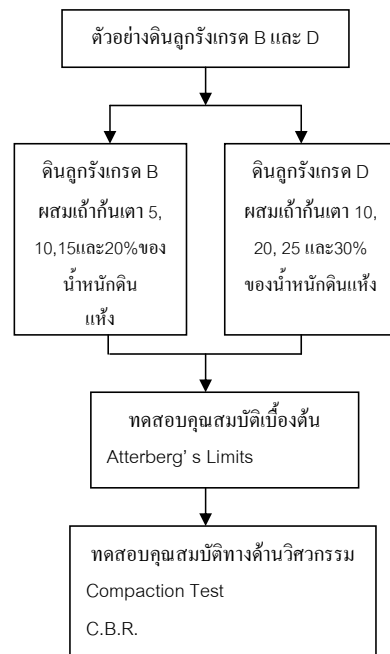 ตัวอย่างดินลูกรังเกรด B และ D
ดินลูกรังเกรด B
ผสมเถ้าก้นเตา 5,
10,15และ20%ของ
น้ำหนักดิน
แห้ง
ดินลูกรังเกรด D
ผสมเถ้าก้นเตา 10,
20, 25 และ30%
ของน้ำหนักดินแห้ง
ทดสอบคุณสมบัติเบื้องต้น
Atterberg’ s Limits
ทดสอบคุณสมบัติทางด้านวิศวกรรม
Compaction Test
C.B.R.